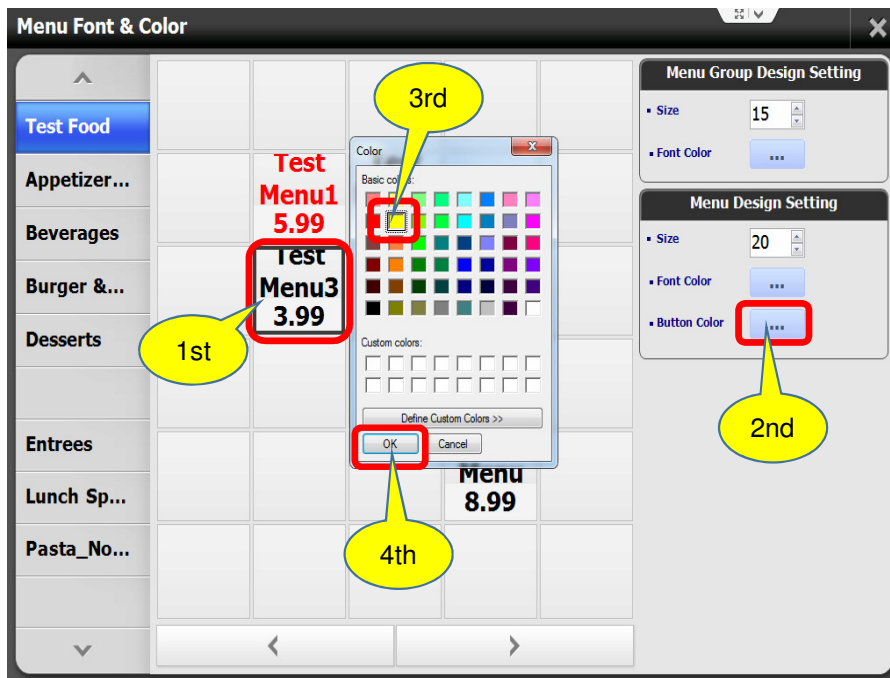 Menu Font & Color
Test Food
Appetizer...
Beverages
Burger &...
Desserts
Entrees
Lunch Sp...
Pasta_No...
Test
Menu1
5.99
Test
Menu3
3.99
1st
3rd
Color
Basic colors:
Custom colors:
Define Custom Colors >>
OK
Cancel
4th
Menu
8.99
Menu Group Design Setting
Size
15
Font Color
...
Menu Design Setting
Size
20
Font Color
...
Button Color
...
2nd